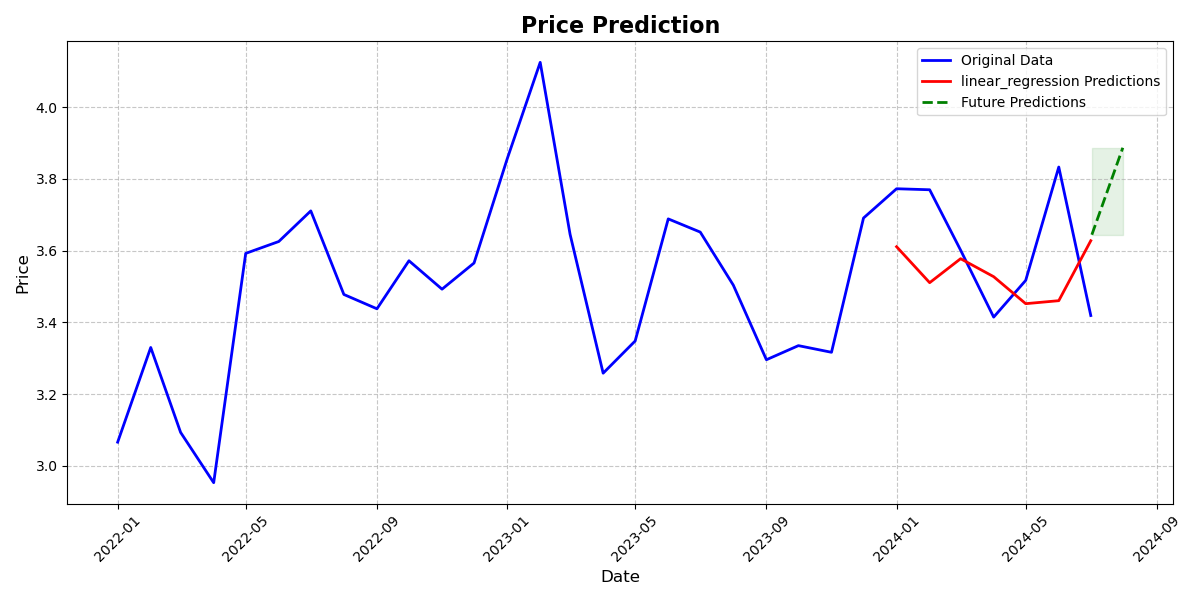 Price Prediction
Original Data
linear_regression Predictions
Future Predictions
Price
4.0
3.8
3.6
3.4
3.2
3.0
2022-01
2022-05
2022-09
2023-01
2023-05
2023-09
2024-01
2024-05
2024-09
Date